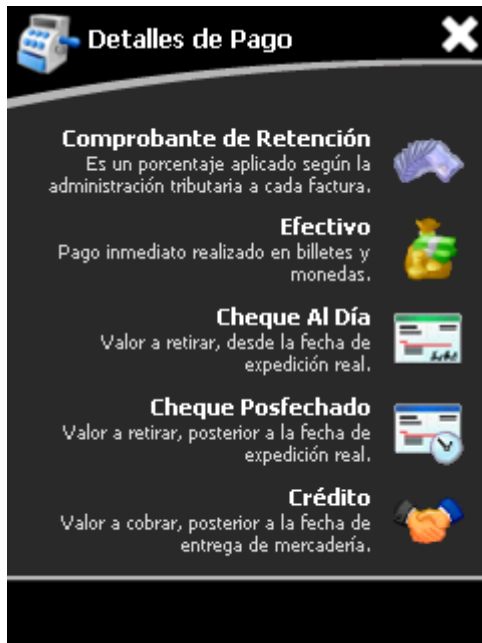 Detalles de Pago
Comprobante de Retención
Es un porcentaje aplicado según la
administración tributaria a cada factura.
Efectivo
Pago inmediato realizado en billetes y
monedas.
Cheque Al Día
Valor a retirar, desde la fecha de
expedición real.
Cheque Posfechado
Valor a retirar, posterior a la fecha de
expedición real.
Crédito
Valor a cobrar, posterior a la fecha de
entrega de mercadería.